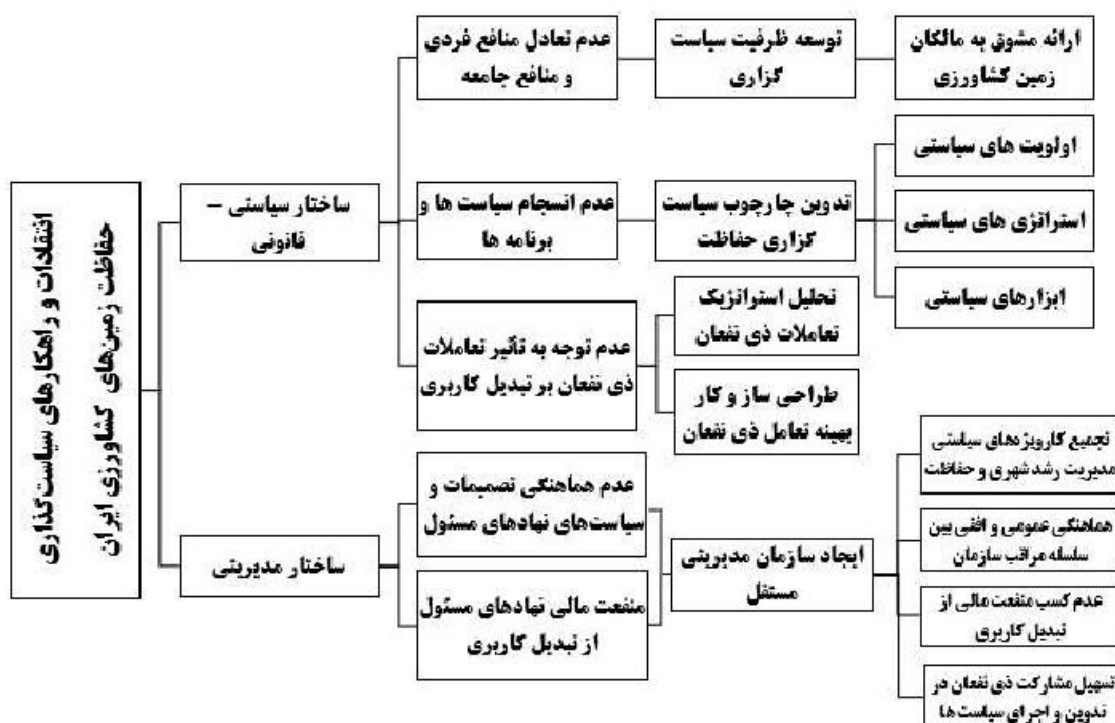 انتقادات و راهکارهای سیاست‌گذاری
حفاظت زمین‌های کشاورزی ایران
ساختار سیاستی –
قانونی
عدم تعادل منافع فردی
و منافع جامعه
توسعه ظرفیت سیاست
گزاری
ارائه مشوق به مالکان
زمین کشاورزی
عدم انسجام سیاست ها و
برنامه ها
تدوین چارچوب سیاست
گزاری حفاظت
اولویت های سیاستی
استراتژی های سیاستی
ابزارهای سیاستی
عدم توجه به تأثیر تعاملات
ذی نفعان بر تبدیل کاربری
تحلیل استراتژیک
تعاملات ذی نفعان
طراحی ساز و کار
بهینه تعامل ذی نفعان
ساختار مدیریتی
عدم هماهنگی تصمیمات و
سیاست‌های نهادهای مسئول
منفعت مالی نهادهای مسئول
از تبدیل کاربری
ایجاد سازمان مدیریتی
مستقل
تجمیع کارویژه‌های سیاستی
مدیریت رشد شهری و حفاظت
هماهنگی عمومی و افقی بین
سلسله مراقب سازمان
عدم کسب منفعت مالی از
تبدیل کاربری
تسهیل مشارکت ذی نفعان در
تدوین و اجرای سیاست‌ها